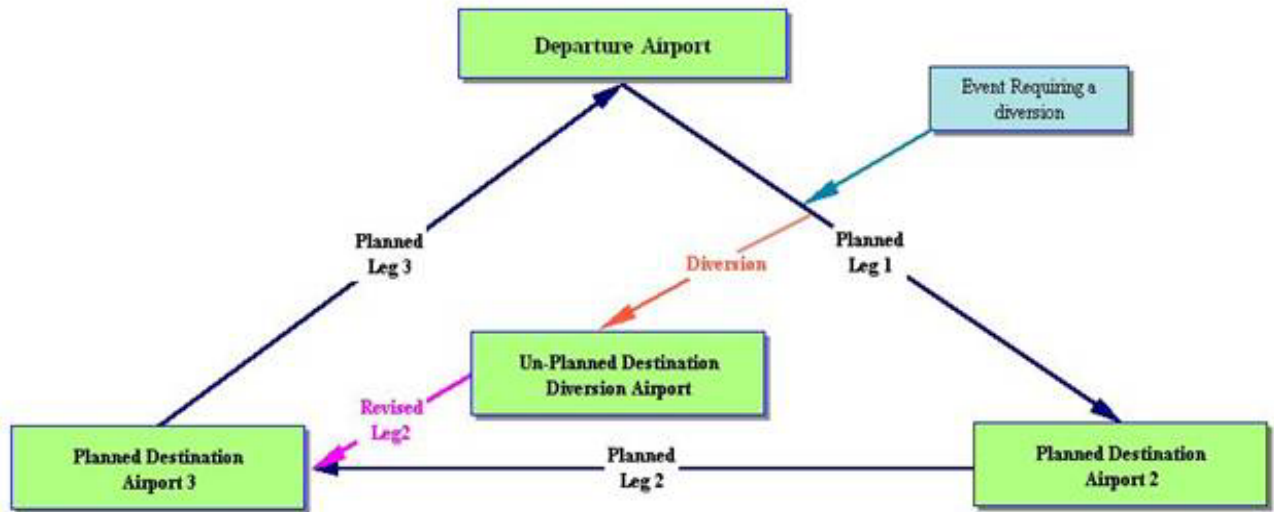 Departure Airport
Event Requiring a
diversion
Planned
Leg 3
Planned
Leg 1
Diversion
Un-Planned Destination
Diversion Airport
Revised
Leg2
Planned Destination
Airport 3
Planned
Leg 2
Planned Destination
Airport 2